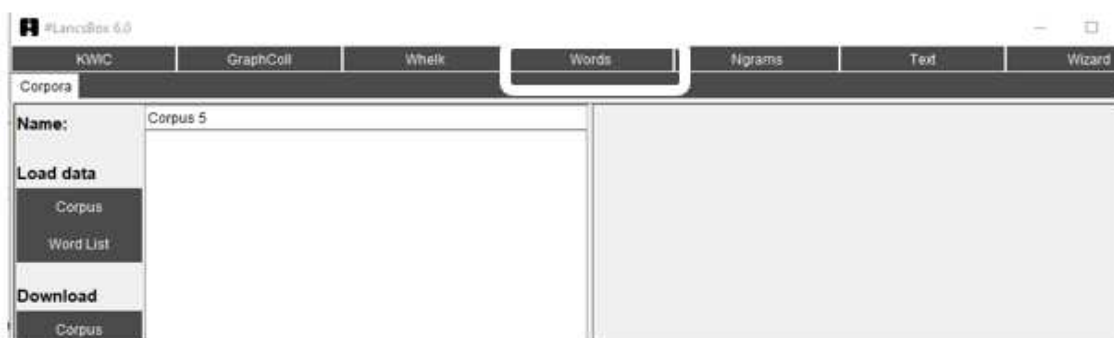 #LancsBox 6.0
KWIC GraphColl Whelk Words Ngrams Text Wizard
Corpora
Name: Corpus 5
Load data
Corpus
Word List
Download
Corpus